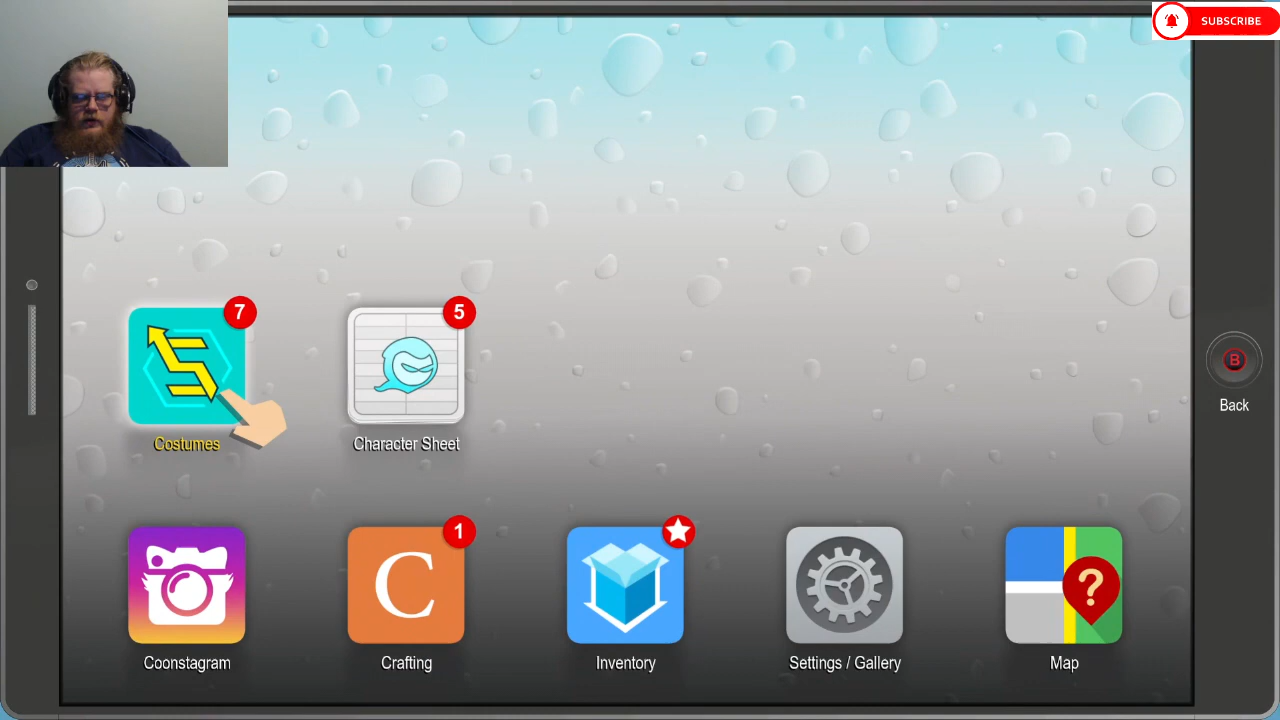 SUBSCRIBE
7
5
B
Back
Costumes
Character Sheet
1
C
?
Coonstagram
Crafting
Inventory
Settings / Gallery
Map